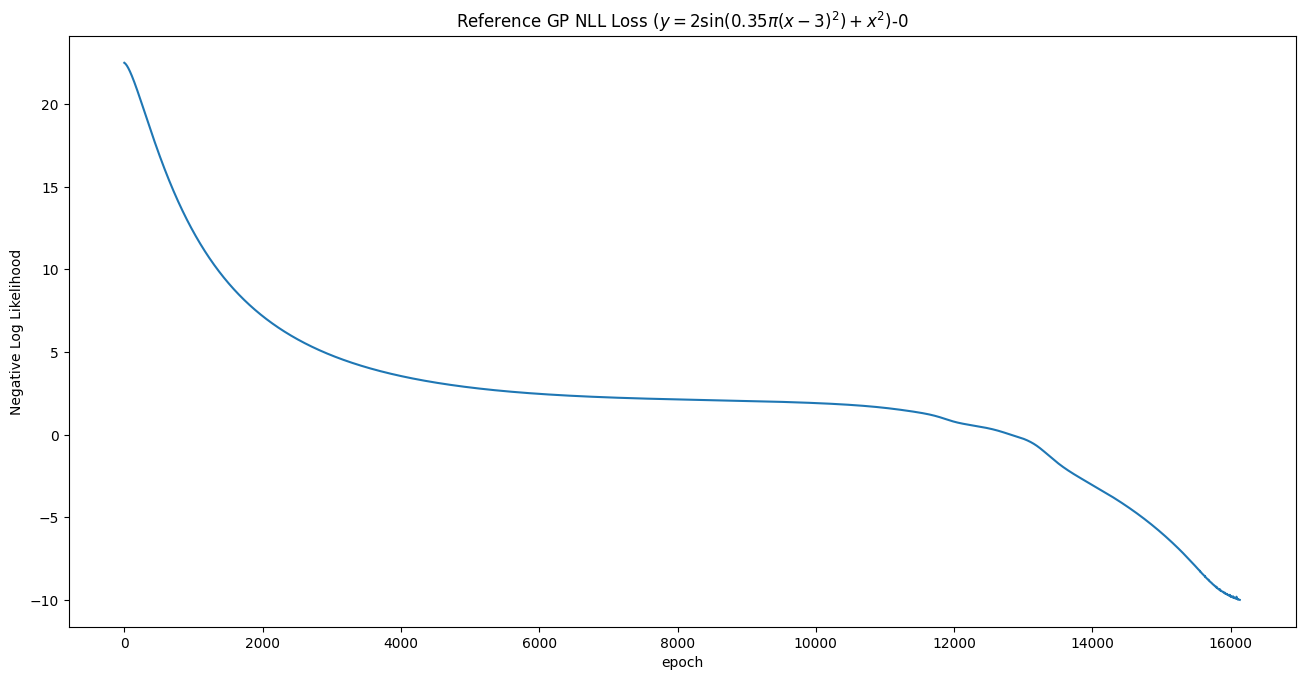 Reference GP NLL Loss (y = 2sin(0.35π(x − 3)²) + x²)-0
Negative Log Likelihood
20
15
10
5
0
−5
−10
0 2000 4000 6000 8000 10000 12000 14000 16000
epoch